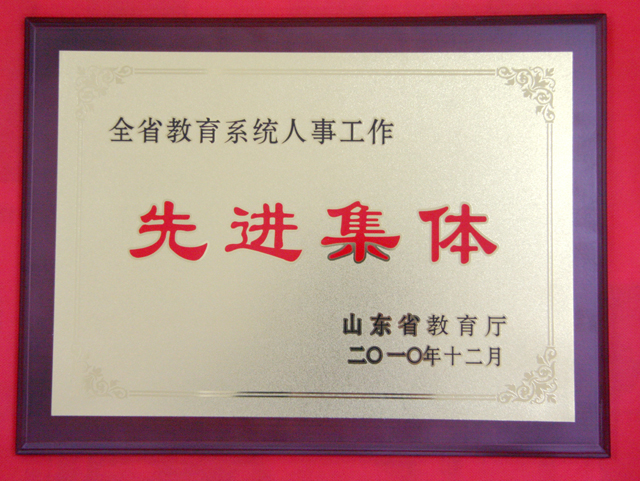 全省教育系统人事工作
先进集体
山东省教育厅
二〇一〇年十二月